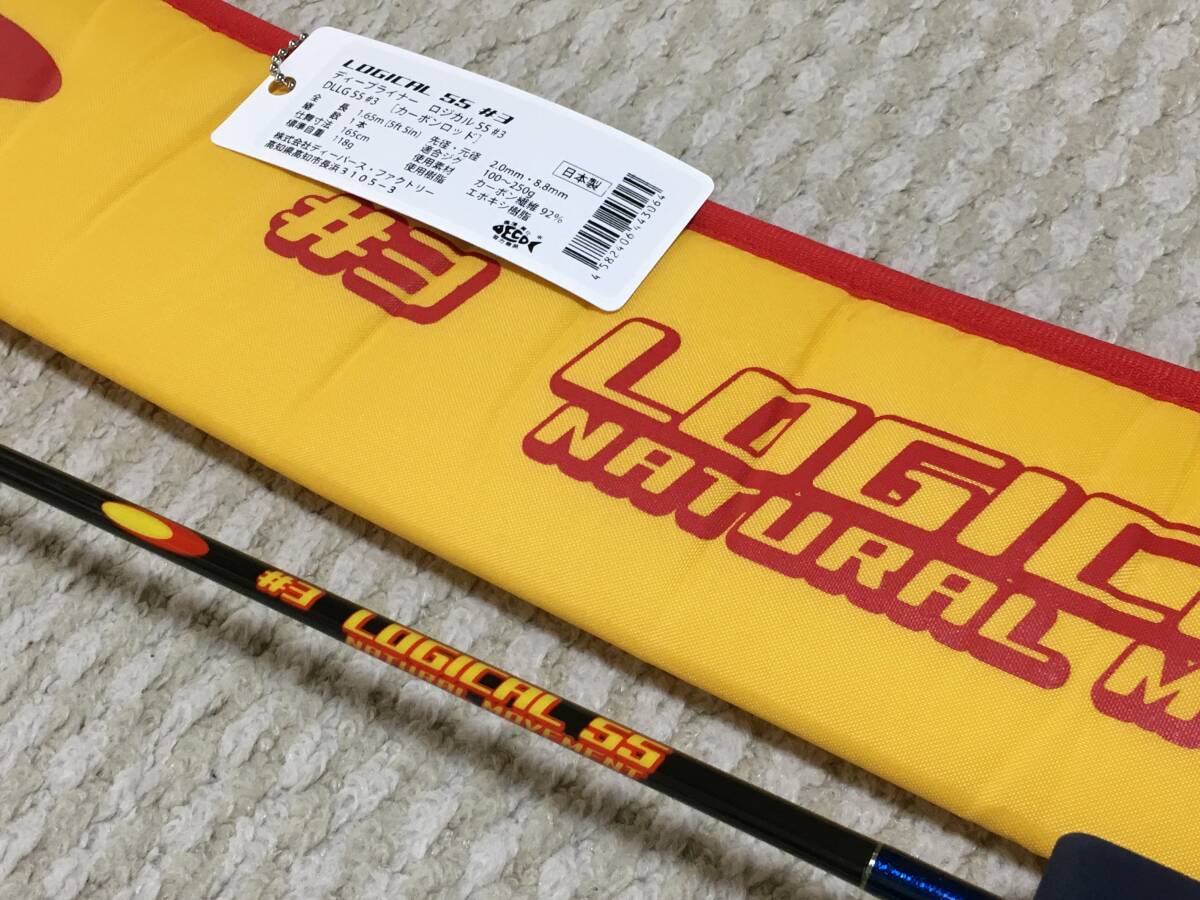 LOGICAL 55 #3
ディープライナー ロジカル 55 #3
DLLG 55 #3 [カーボンロッド]
全長 1.65m (5ft 5in) 先径・元径 2.0mm・8.8mm
継数 1本 適合ジグ 100〜250g
仕舞寸法 165cm 使用素材 カーボン繊維 92%
標準自重 118g 使用樹脂 エポキシ樹脂
株式会社ディーパース・ファクトリー
高知県高知市長浜3105-3
日本製
4582406443064
#3
LOGIC
NATURAL M
#3 LOGICAL 55
NATURAL MOVEMENT